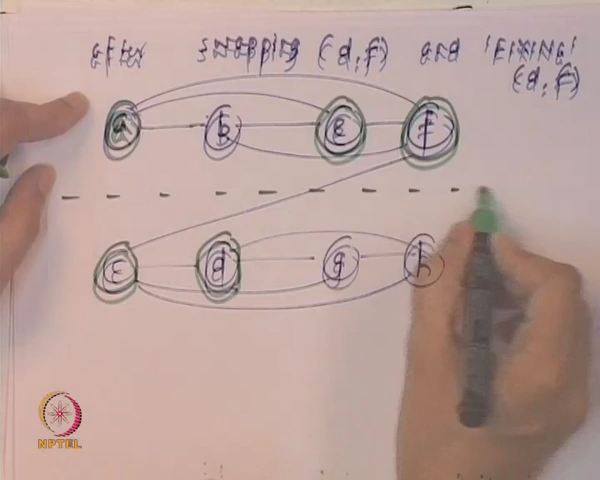 after swapping (d,f) and 'FIXING'
(d,f)
a b e f
c d g h
NPTEL